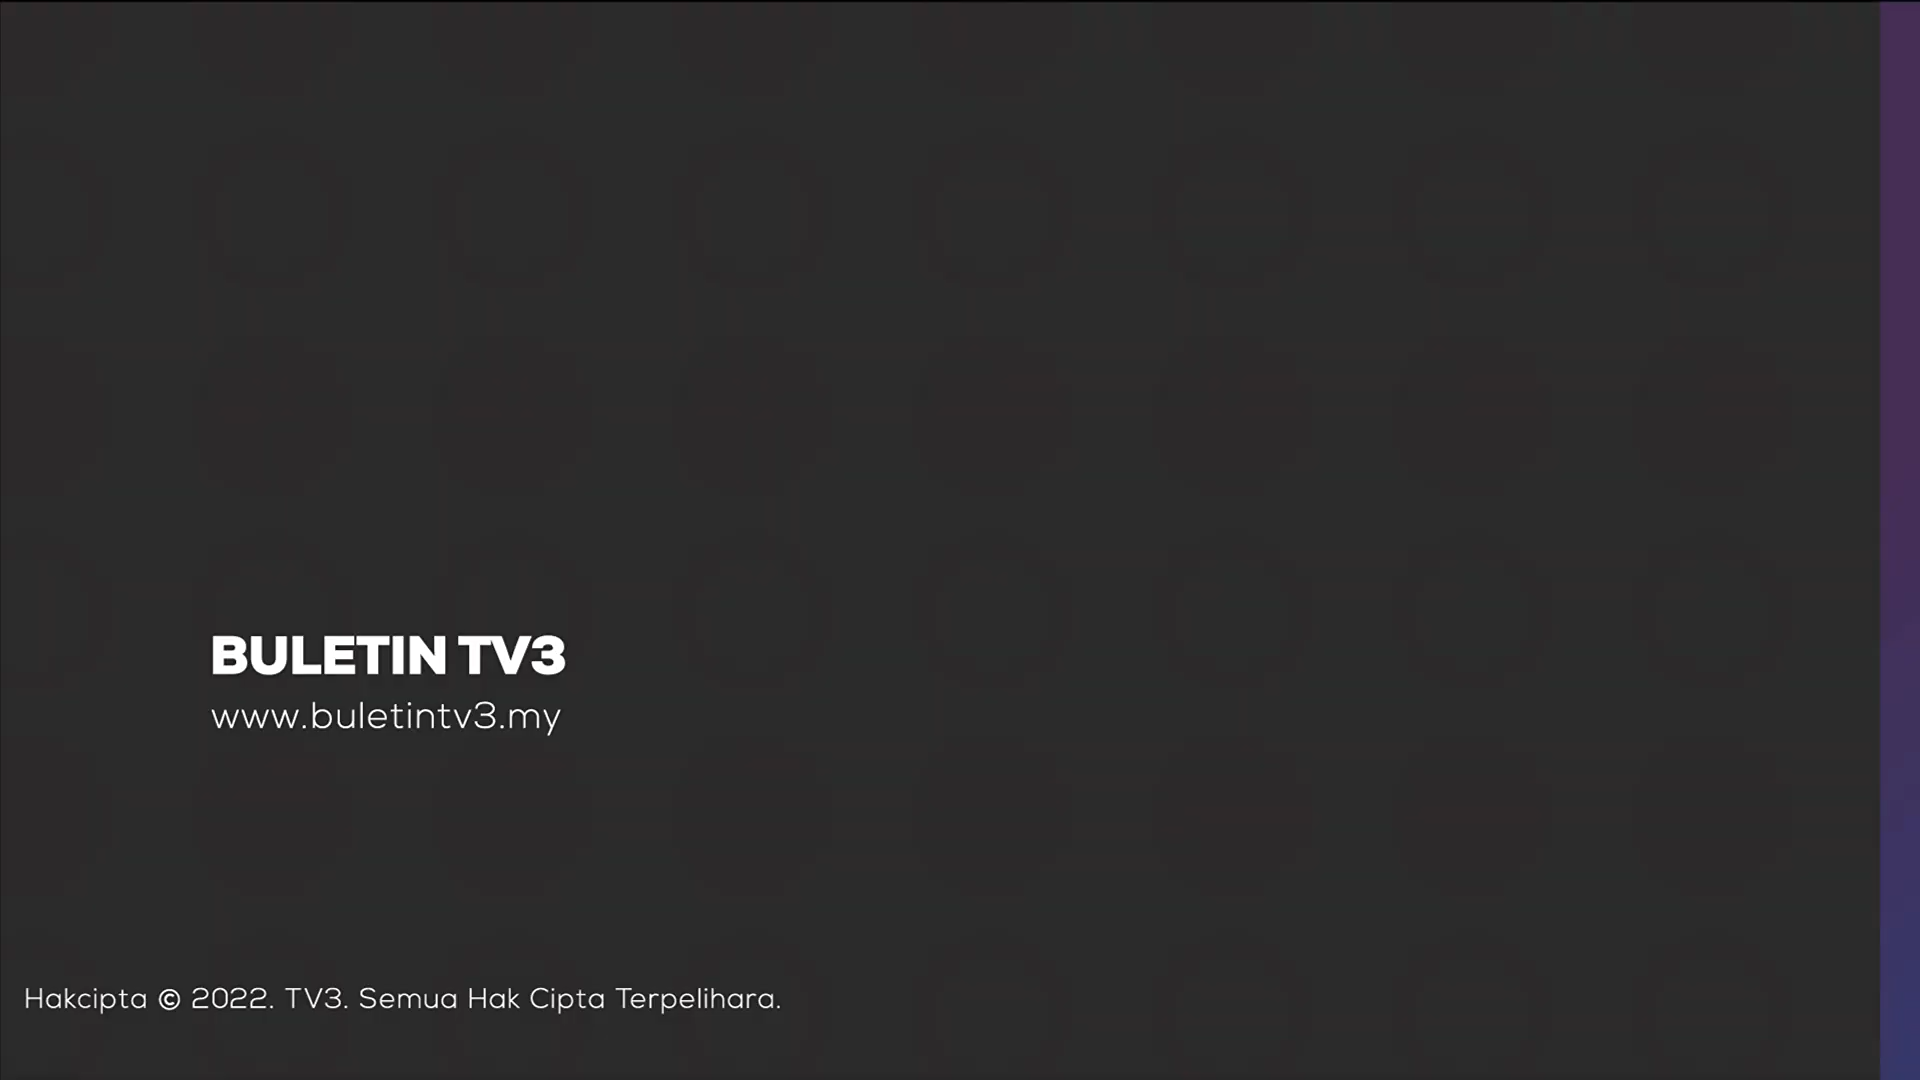 BULETIN TV3
www.buletintv3.my
Hakcipta © 2022. TV3. Semua Hak Cipta Terpelihara.